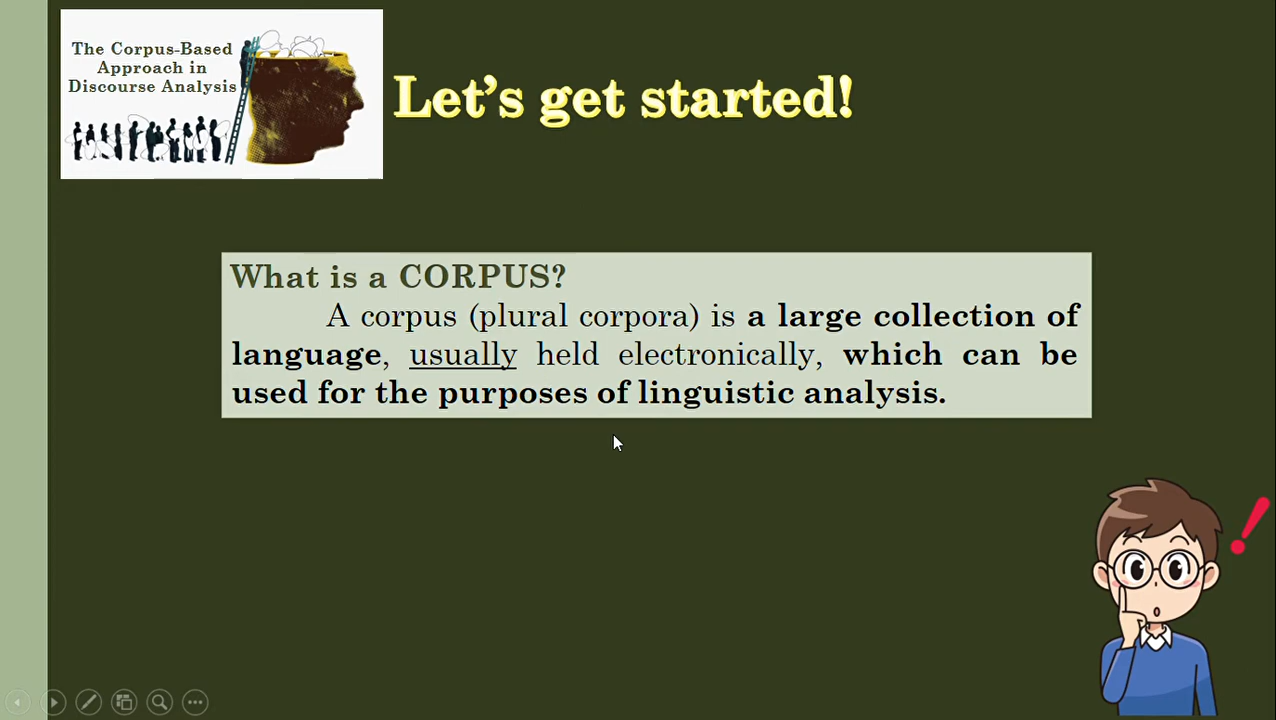 The Corpus-Based
Approach in
Discourse Analysis
Let's get started!
What is a CORPUS?
A corpus (plural corpora) is a large collection of
language, usually held electronically, which can be
used for the purposes of linguistic analysis.